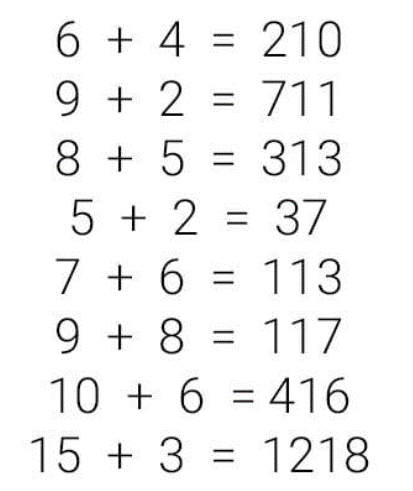 6 + 4 = 210
9 + 2 = 711
8 + 5 = 313
5 + 2 = 37
7 + 6 = 113
9 + 8 = 117
10 + 6 = 416
15 + 3 = 1218